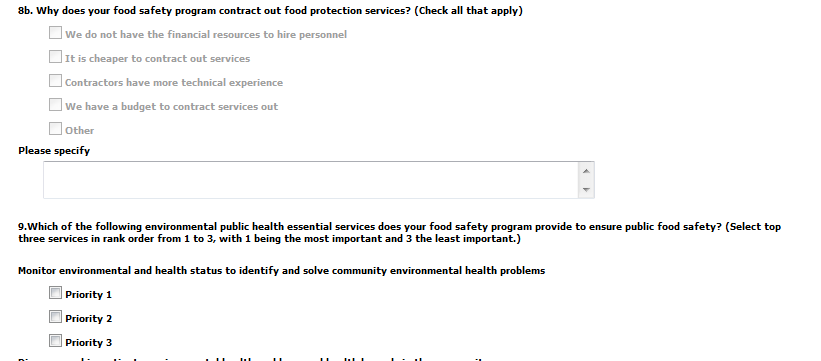 8b. Why does your food safety program contract out food protection services? (Check all that apply)
We do not have the financial resources to hire personnel
It is cheaper to contract out services
Contractors have more technical experience
We have a budget to contract services out
Other
Please specify
9.Which of the following environmental public health essential services does your food safety program provide to ensure public food safety? (Select top
three services in rank order from 1 to 3, with 1 being the most important and 3 the least important.)
Monitor environmental and health status to identify and solve community environmental health problems
Priority 1
Priority 2
Priority 3